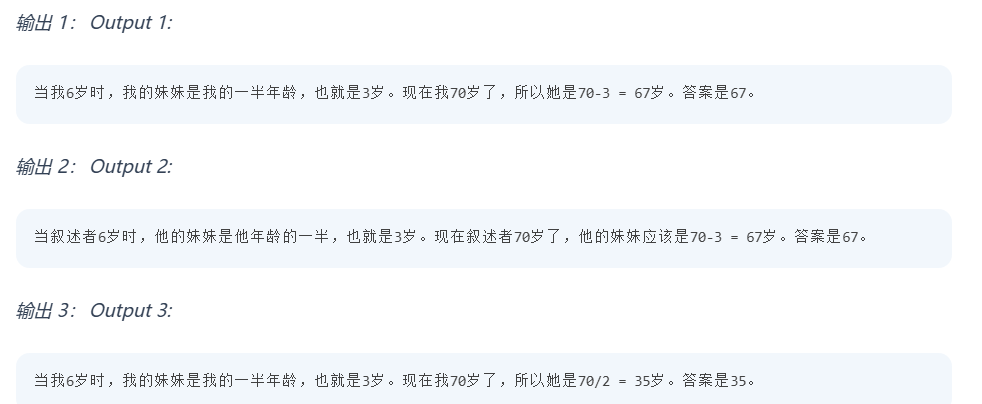 输出 1： Output 1:
当我6岁时，我的妹妹是我的一半年龄，也就是3岁。现在我70岁了，所以她是70-3 = 67岁。答案是67。
输出 2： Output 2:
当叙述者6岁时，他的妹妹是他年龄的一半，也就是3岁。现在叙述者70岁了，他的妹妹应该是70-3 = 67岁。答案是67。
输出 3： Output 3:
当我6岁时，我的妹妹是我的一半年龄，也就是3岁。现在我70岁了，所以她是70/2 = 35岁。答案是35。